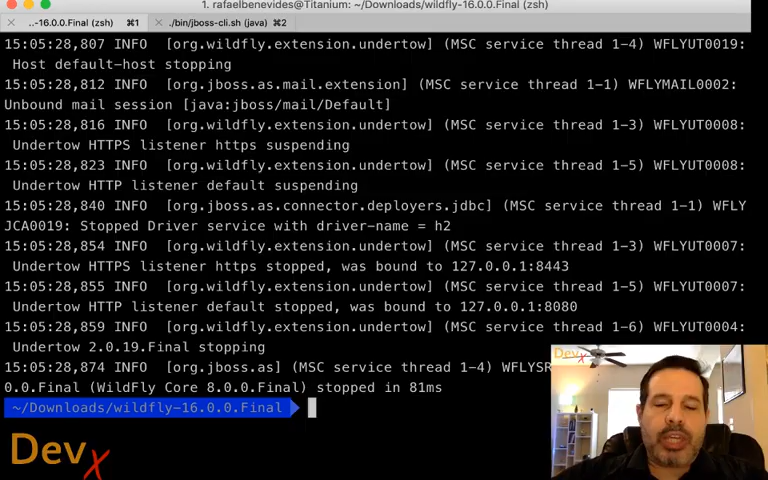 1. rafaelbenevides@Titanium: ~/Downloads/wildfly-16.0.0.Final (zsh)
..-16.0.0.Final (zsh) ⌘1 ./bin/jboss-cli.sh (java) ⌘2
15:05:28,807 INFO [org.wildfly.extension.undertow] (MSC service thread 1-4) WFLYUT0019:
Host default-host stopping
15:05:28,812 INFO [org.jboss.as.mail.extension] (MSC service thread 1-1) WFLYMAIL0002:
Unbound mail session [java:jboss/mail/Default]
15:05:28,816 INFO [org.wildfly.extension.undertow] (MSC service thread 1-3) WFLYUT0008:
Undertow HTTPS listener https suspending
15:05:28,823 INFO [org.wildfly.extension.undertow] (MSC service thread 1-5) WFLYUT0008:
Undertow HTTP listener default suspending
15:05:28,840 INFO [org.jboss.as.connector.deployers.jdbc] (MSC service thread 1-1) WFLY
JCA0019: Stopped Driver service with driver-name = h2
15:05:28,854 INFO [org.wildfly.extension.undertow] (MSC service thread 1-3) WFLYUT0007:
Undertow HTTPS listener https stopped, was bound to 127.0.0.1:8443
15:05:28,855 INFO [org.wildfly.extension.undertow] (MSC service thread 1-5) WFLYUT0007:
Undertow HTTP listener default stopped, was bound to 127.0.0.1:8080
15:05:28,859 INFO [org.wildfly.extension.undertow] (MSC service thread 1-6) WFLYUT0004:
Undertow 2.0.19.Final stopping
15:05:28,874 INFO [org.jboss.as] (MSC service thread 1-4) WFLYSR
0.0.Final (WildFly Core 8.0.0.Final) stopped in 81ms
~/Downloads/wildfly-16.0.0.Final
DevX
DevX